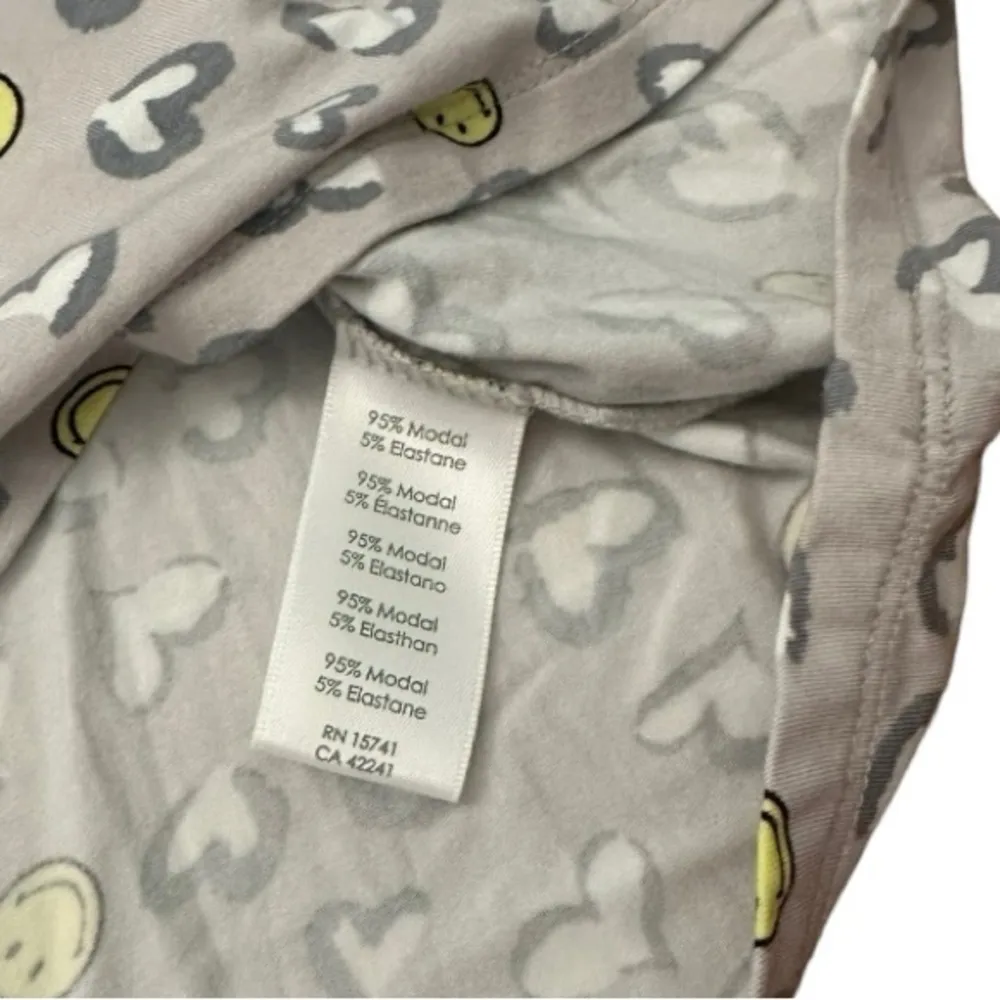 95% Modal
5% Elastane
95% Modal
5% Élastanne
95% Modal
5% Elastano
95% Modal
5% Elasthan
95% Modal
5% Elastane
RN 15741
CA 42241